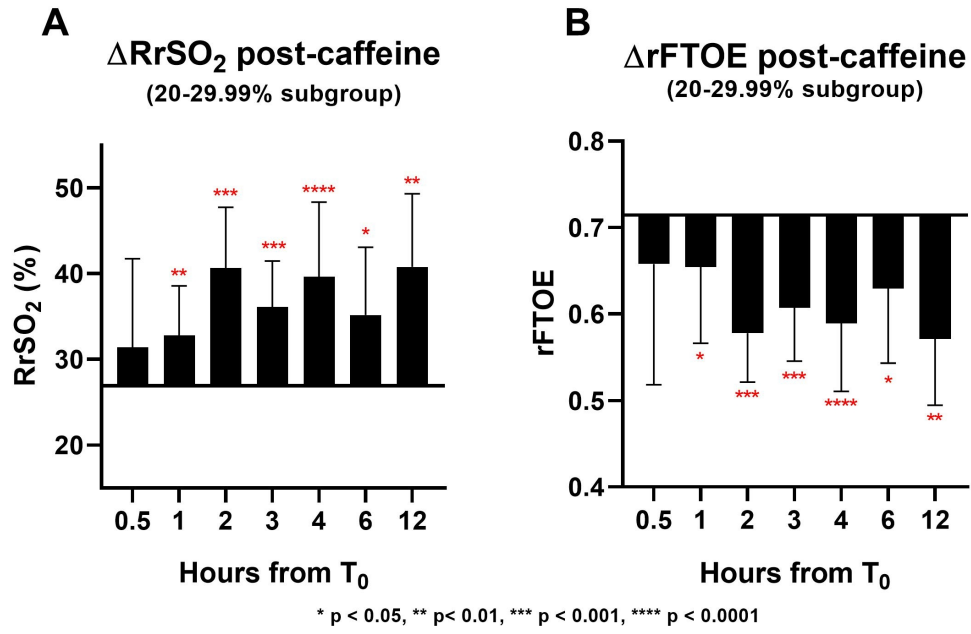 A
ΔRrSO₂ post-caffeine
(20-29.99% subgroup)
RrSO₂ (%)
50
40
30
20
**
***
***
****
*
**
0.5 1 2 3 4 6 12
Hours from T₀
B
ΔrFTOE post-caffeine
(20-29.99% subgroup)
rFTOE
0.8
0.7
0.6
0.5
0.4
*
***
***
****
*
**
0.5 1 2 3 4 6 12
Hours from T₀
* p < 0.05, ** p< 0.01, *** p < 0.001, **** p < 0.0001